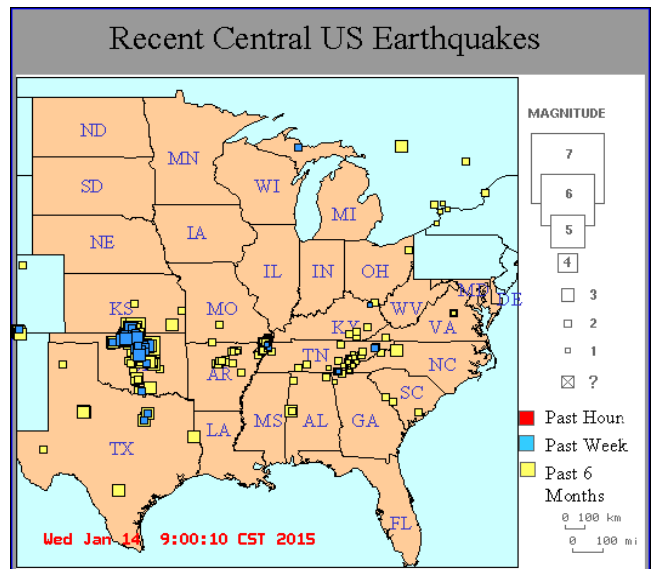 Recent Central US Earthquakes
MAGNITUDE
7
6
5
4
3
2
1
?
ND
MN
SD
WI
MI
NE
IA
IL
IN
OH
KS
MO
WV
DE
KY
VA
TN
NC
AR
SC
MS
AL
GA
LA
TX
FL
Past Hour
Past Week
Past 6
Months
0 100 km
0 100 mi
Wed Jan 14 9:00:10 CST 2015